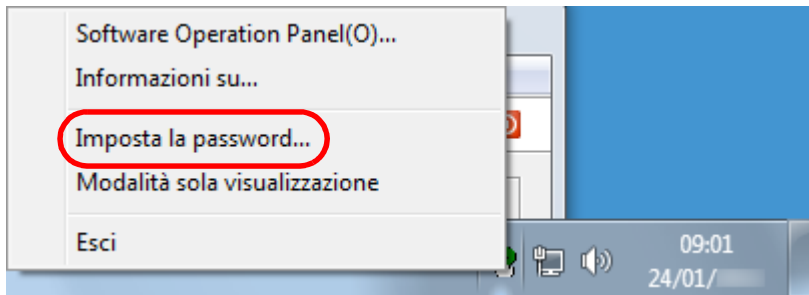 Software Operation Panel(O)...
Informazioni su...
Imposta la password...
Modalità sola visualizzazione
Esci
09:01
24/01/